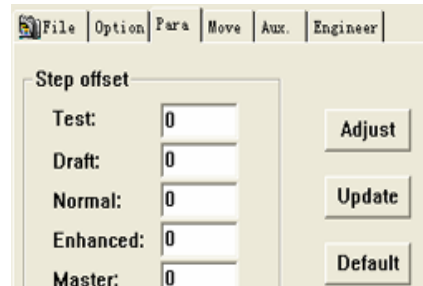 File Option Para Move Aux. Engineer
Step offset
Test: 0
Adjust
Draft: 0
Normal: 0
Update
Enhanced: 0
Default
Master: 0